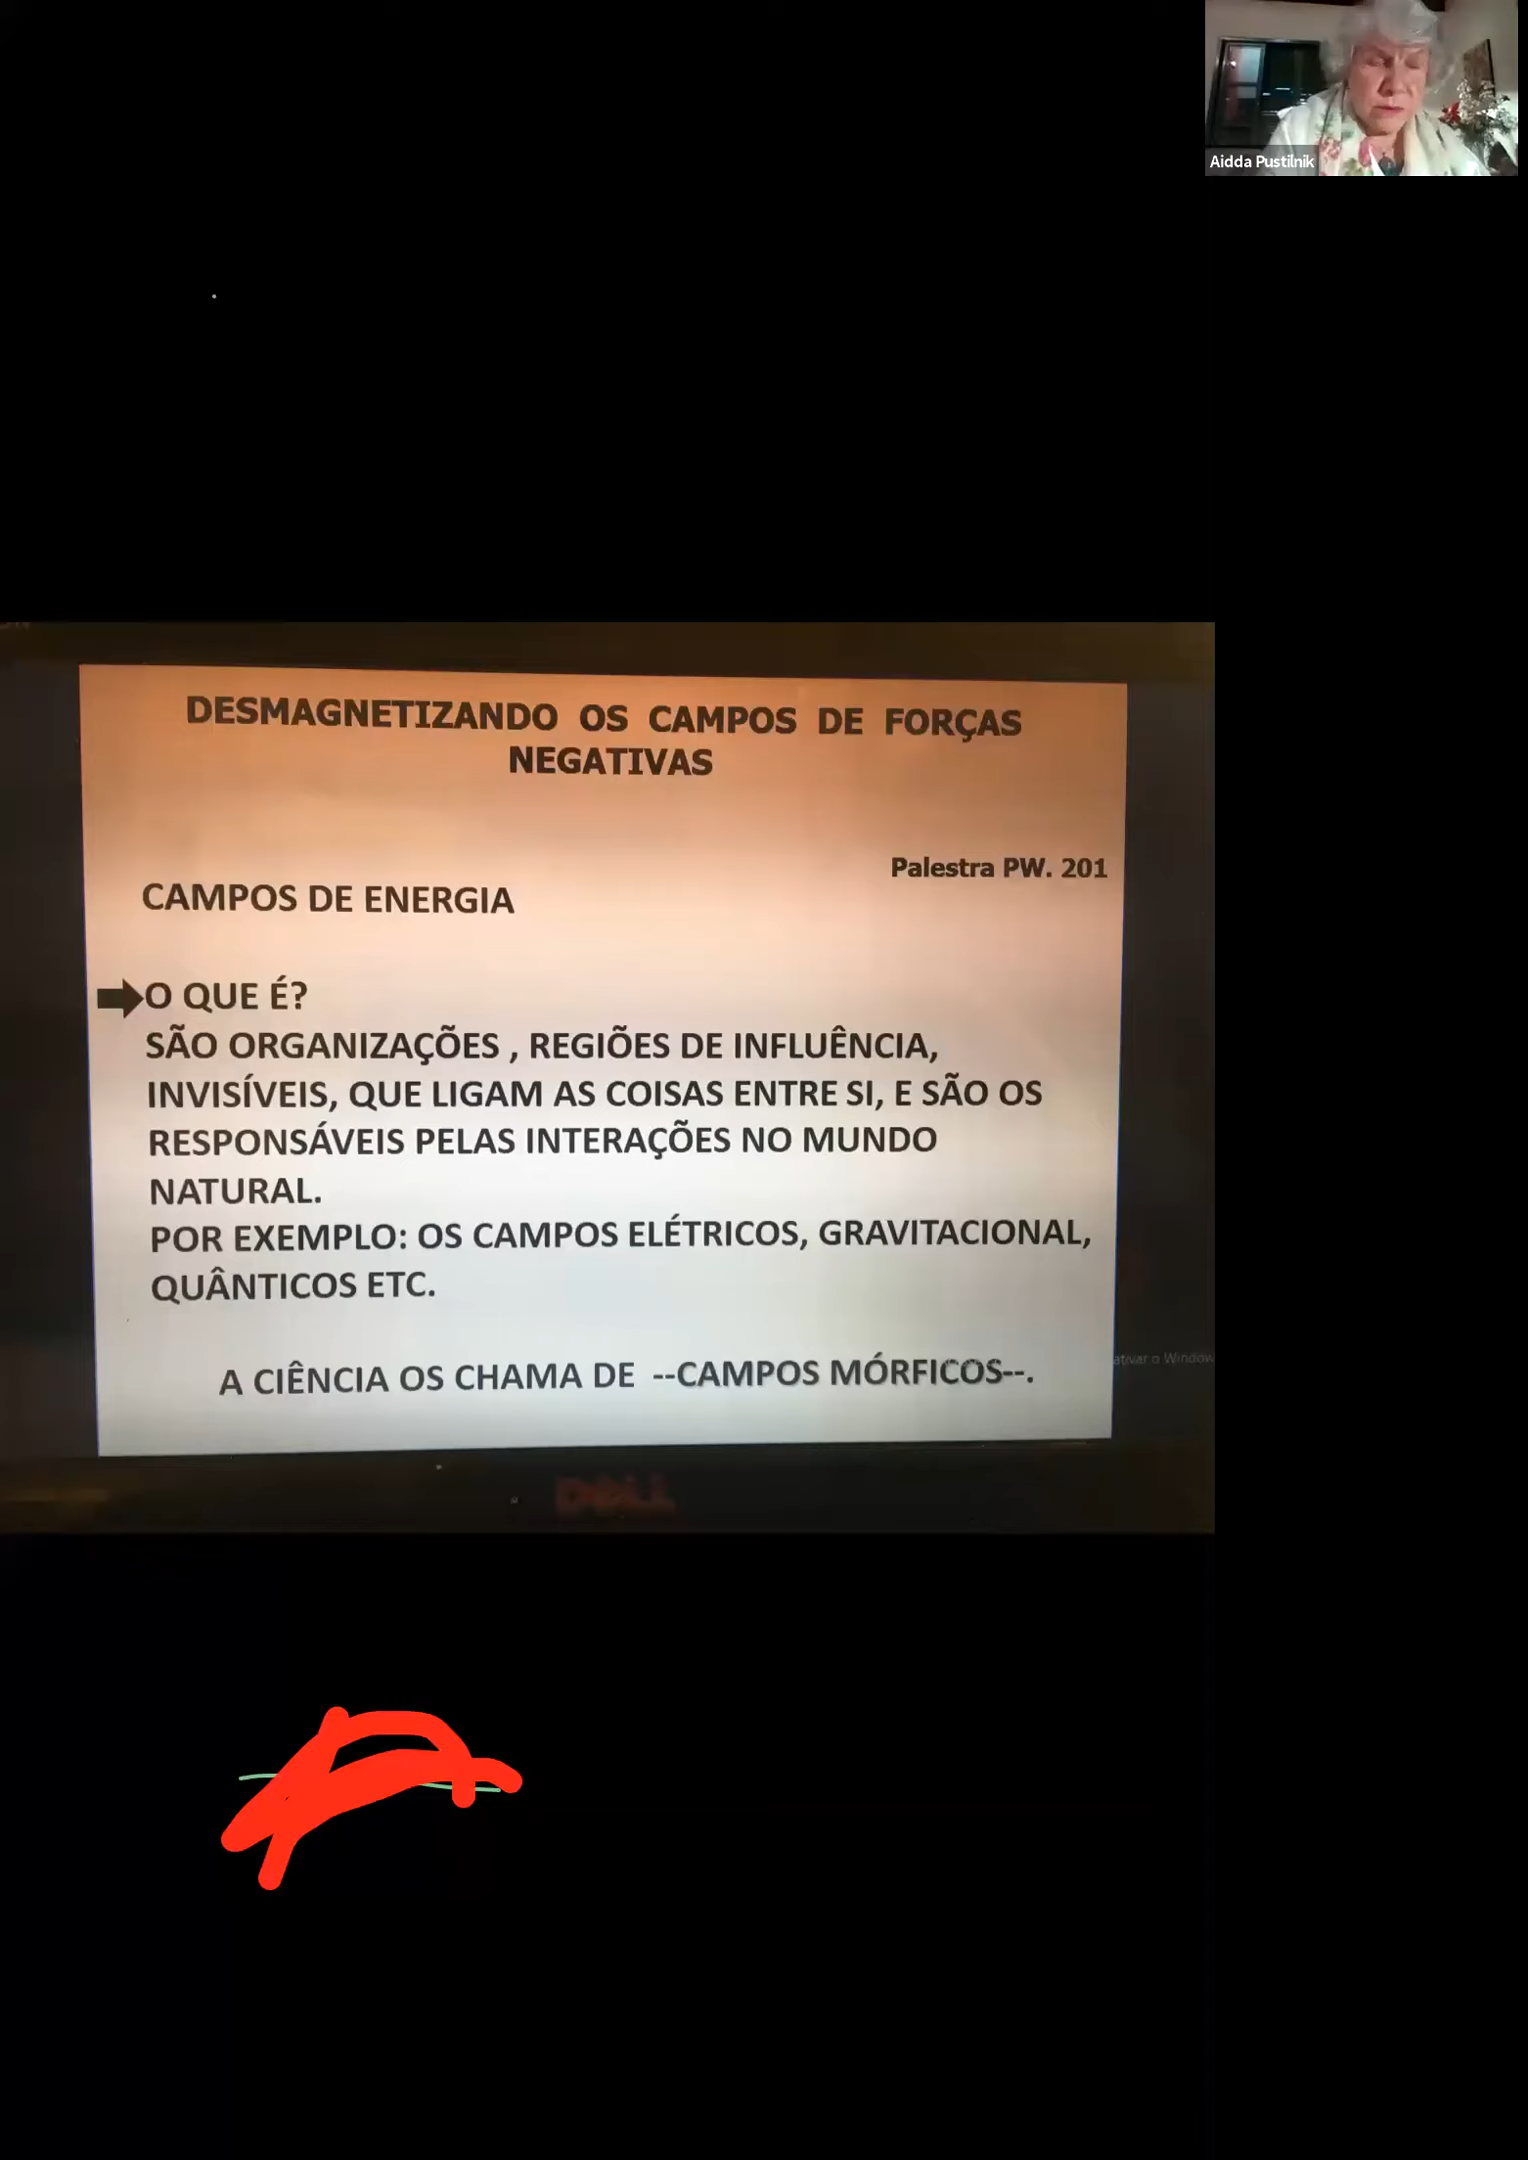 Aidda Pustilnik
DESMAGNETIZANDO OS CAMPOS DE FORÇAS
NEGATIVAS
Palestra PW. 201
CAMPOS DE ENERGIA
O QUE É?
SÃO ORGANIZAÇÕES , REGIÕES DE INFLUÊNCIA,
INVISÍVEIS, QUE LIGAM AS COISAS ENTRE SI, E SÃO OS
RESPONSÁVEIS PELAS INTERAÇÕES NO MUNDO
NATURAL.
POR EXEMPLO: OS CAMPOS ELÉTRICOS, GRAVITACIONAL,
QUÂNTICOS ETC.
A CIÊNCIA OS CHAMA DE --CAMPOS MÓRFICOS--.
ativar o Window
DELL